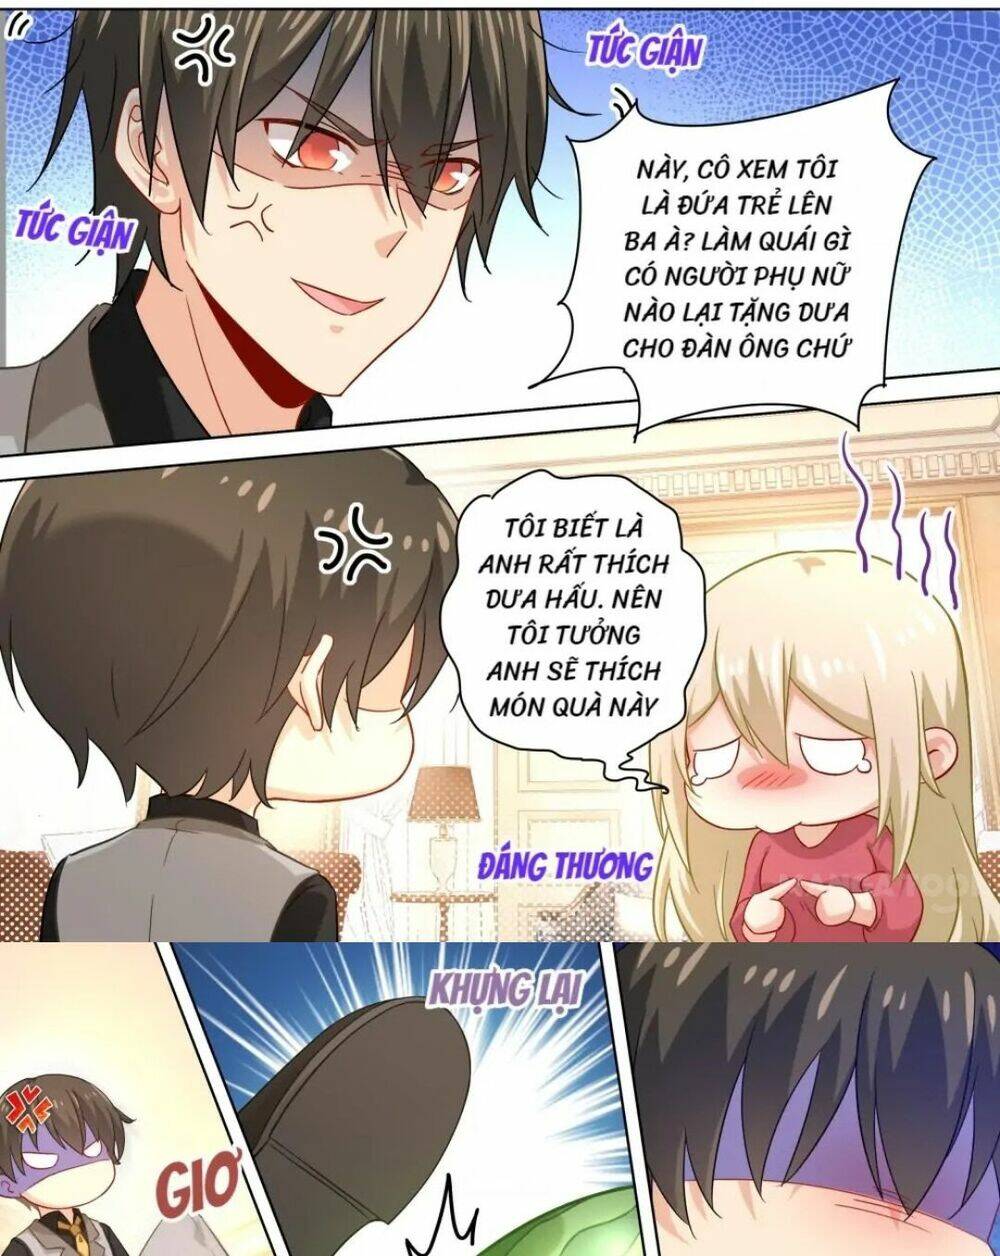 TỨC GIẬN
TỨC GIẬN
NÀY, CÔ XEM TÔI
LÀ ĐỨA TRẺ LÊN
BA À? LÀM QUÁI GÌ
CÓ NGƯỜI PHỤ NỮ
NÀO LẠI TẶNG DƯA
CHO ĐÀN ÔNG CHỨ
TÔI BIẾT LÀ
ANH RẤT THÍCH
DƯA HẤU. NÊN
TÔI TƯỞNG
ANH SẼ THÍCH
MÓN QUÀ NÀY
ĐÁNG THƯƠNG
KHỰNG LẠI
GIƠ